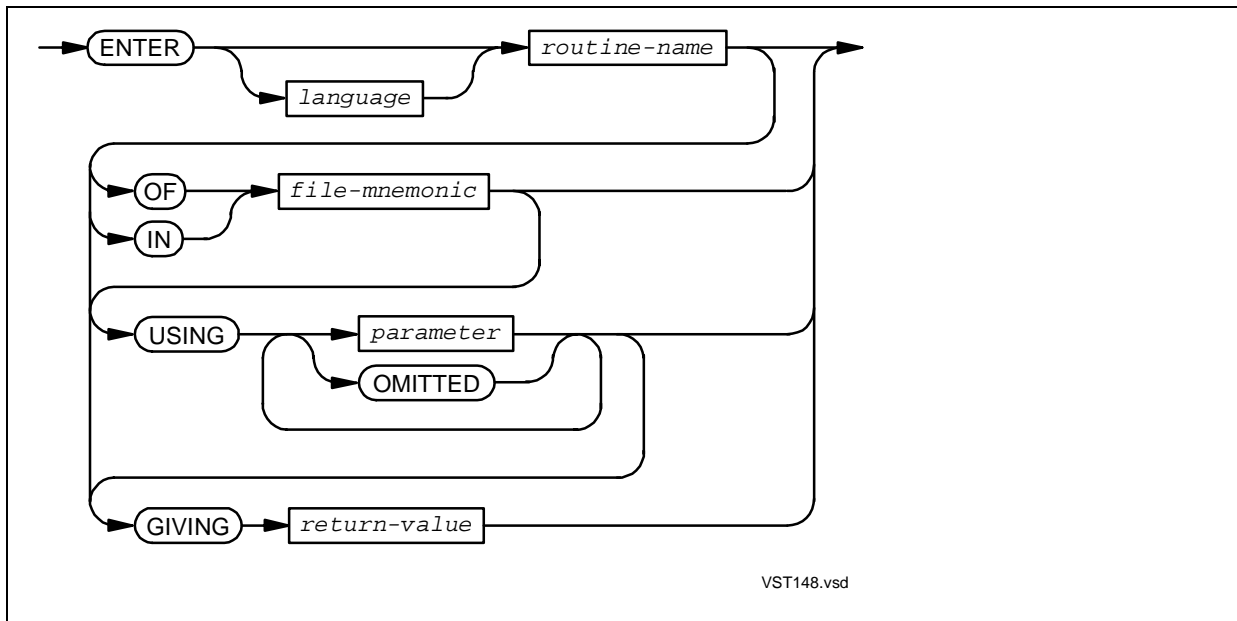 ENTER routine-name
language
OF file-mnemonic
IN
USING parameter
OMITTED
GIVING return-value
VST148.vsd